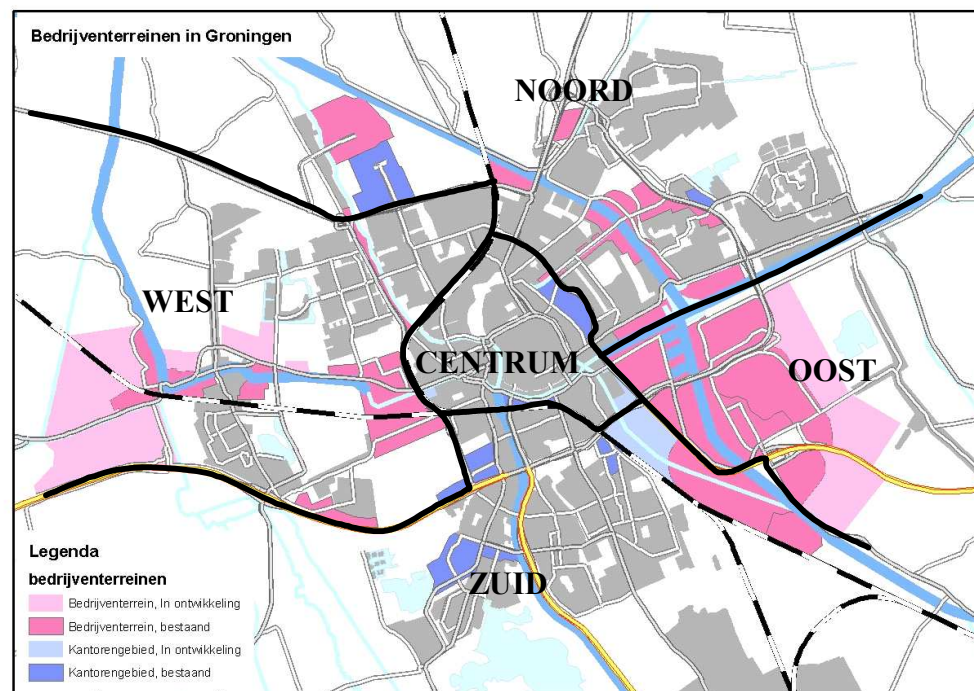 Bedrijventerreinen in Groningen
NOORD
WEST
CENTRUM
OOST
ZUID
Legenda
bedrijventerreinen
Bedrijventerrein, In ontwikkeling
Bedrijventerrein, bestaand
Kantorengebied, In ontwikkeling
Kantorengebied, bestaand